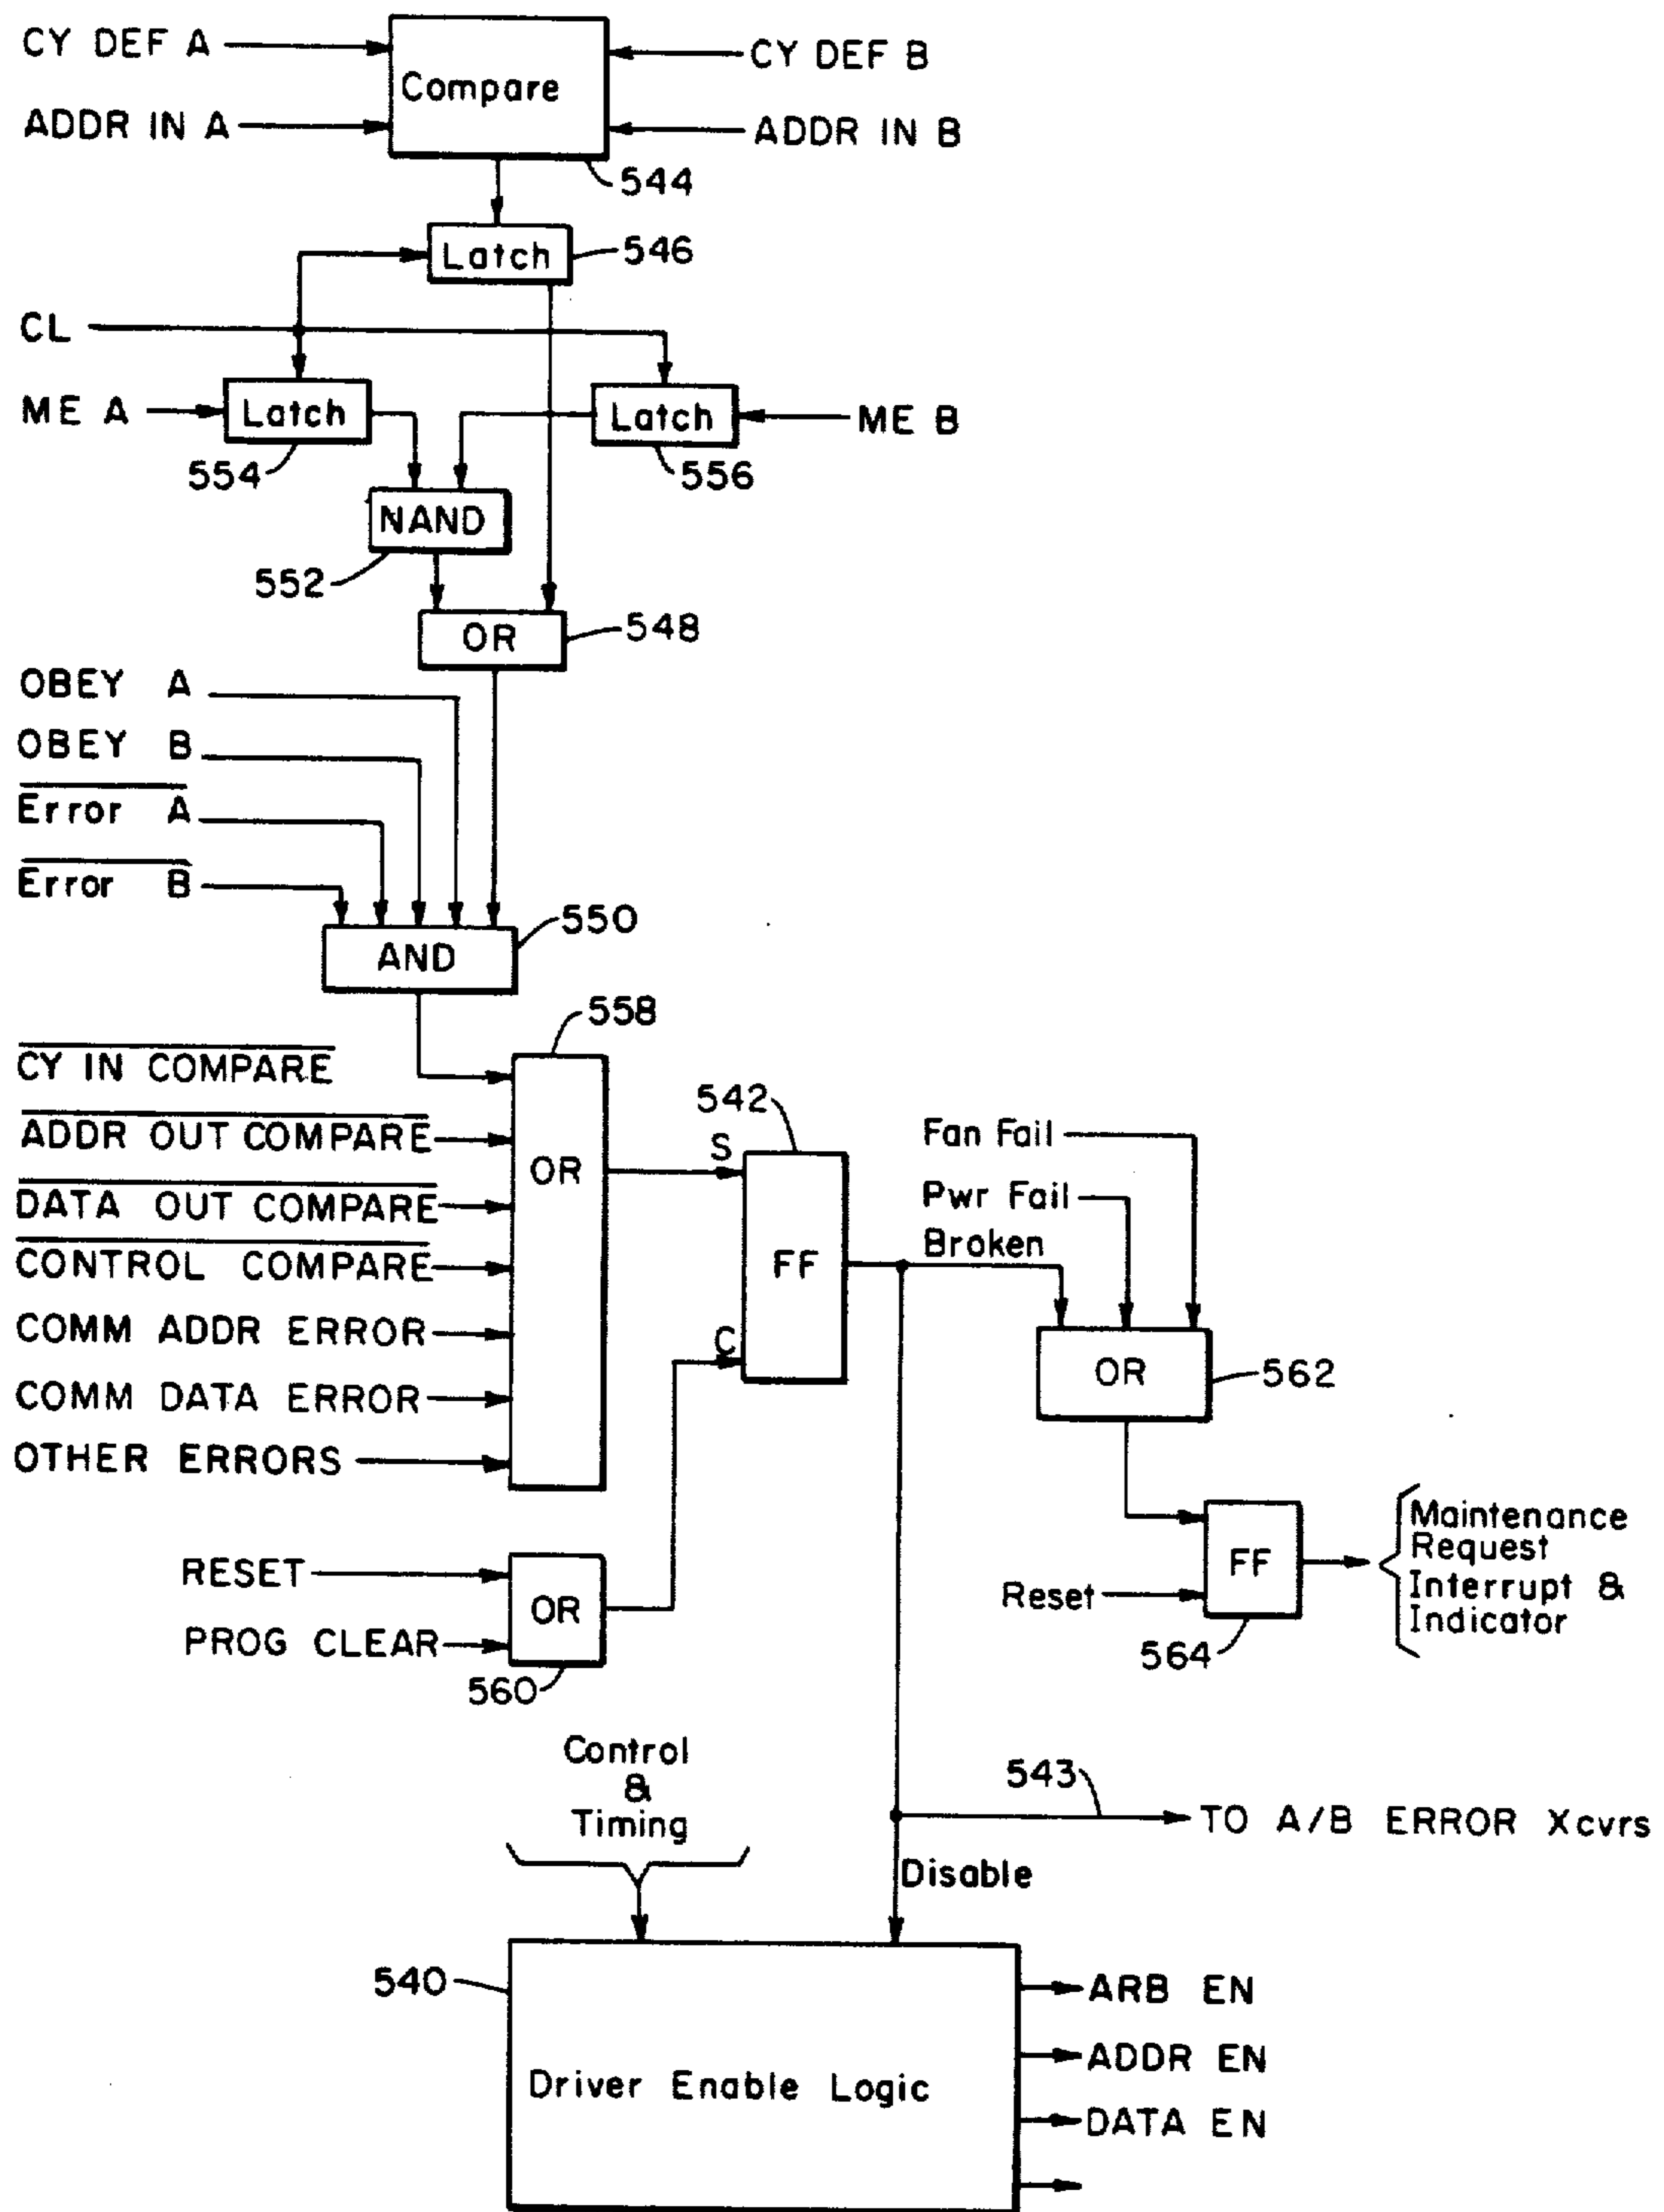 CY DEF A
CY DEF B
Compare
ADDR IN A
ADDR IN B
544
Latch
546
CL
ME A
Latch
Latch
ME B
554
556
NAND
552
OR
548
OBEY A
OBEY B
Error A
Error B
550
AND
558
CY IN COMPARE
ADDR OUT COMPARE
DATA OUT COMPARE
CONTROL COMPARE
COMM ADDR ERROR
COMM DATA ERROR
OTHER ERRORS
OR
542
S
C
FF
Fan Fail
Pwr Fail
Broken
OR
562
RESET
PROG CLEAR
OR
560
Reset
FF
564
Maintenance
Request
Interrupt &
Indicator
Control
&
Timing
543
TO A/B ERROR Xcvrs
Disable
540
Driver Enable Logic
ARB EN
ADDR EN
DATA EN